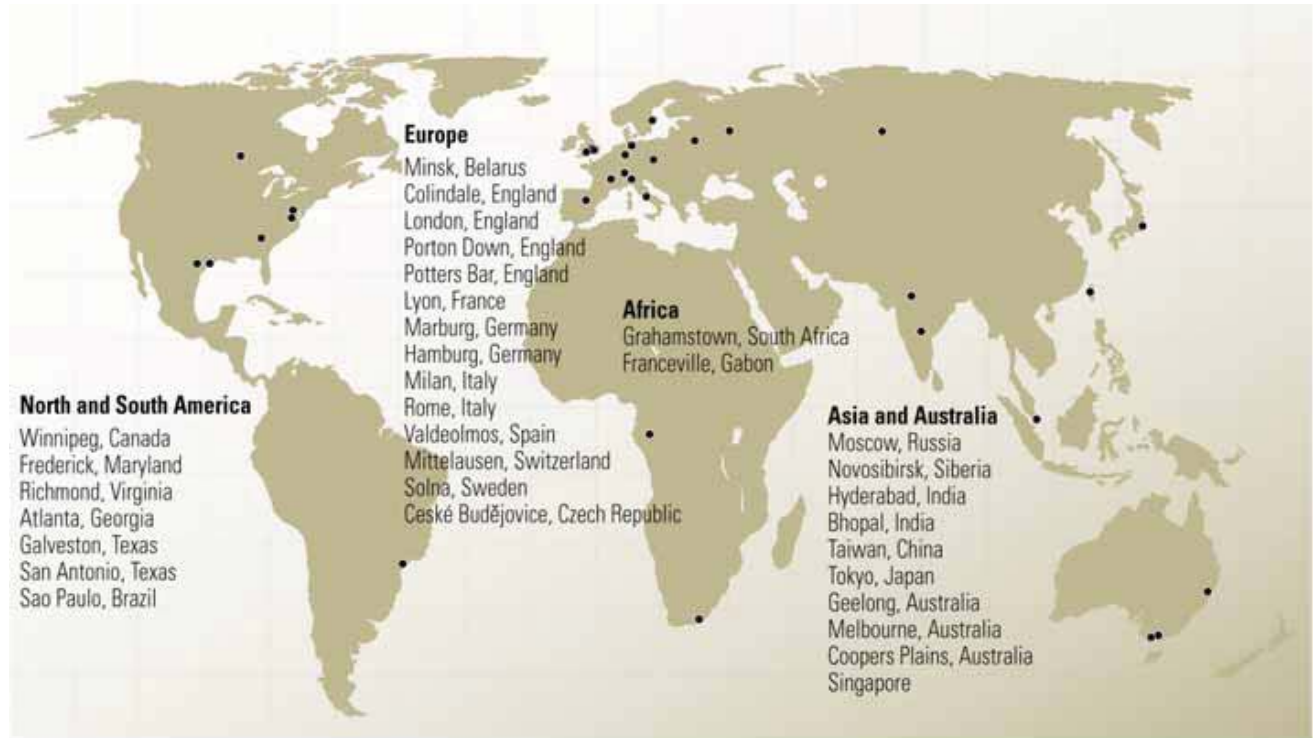 Europe
Minsk, Belarus
Colindale, England
London, England
Porton Down, England
Potters Bar, England
Lyon, France
Marburg, Germany
Hamburg, Germany
Milan, Italy
Rome, Italy
Valdeolmos, Spain
Mittelausen, Switzerland
Solna, Sweden
Ceské Budějovice, Czech Republic
Africa
Grahamstown, South Africa
Franceville, Gabon
North and South America
Winnipeg, Canada
Frederick, Maryland
Richmond, Virginia
Atlanta, Georgia
Galveston, Texas
San Antonio, Texas
Sao Paulo, Brazil
Asia and Australia
Moscow, Russia
Novosibirsk, Siberia
Hyderabad, India
Bhopal, India
Taiwan, China
Tokyo, Japan
Geelong, Australia
Melbourne, Australia
Coopers Plains, Australia
Singapore